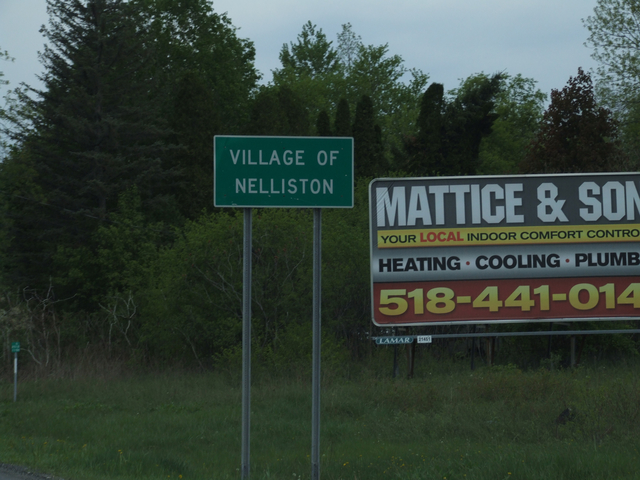 VILLAGE OF
NELLISTON
MATTICE & SON
YOUR LOCAL INDOOR COMFORT CONTRO
HEATING · COOLING · PLUMB
518-441-014
LAMAR